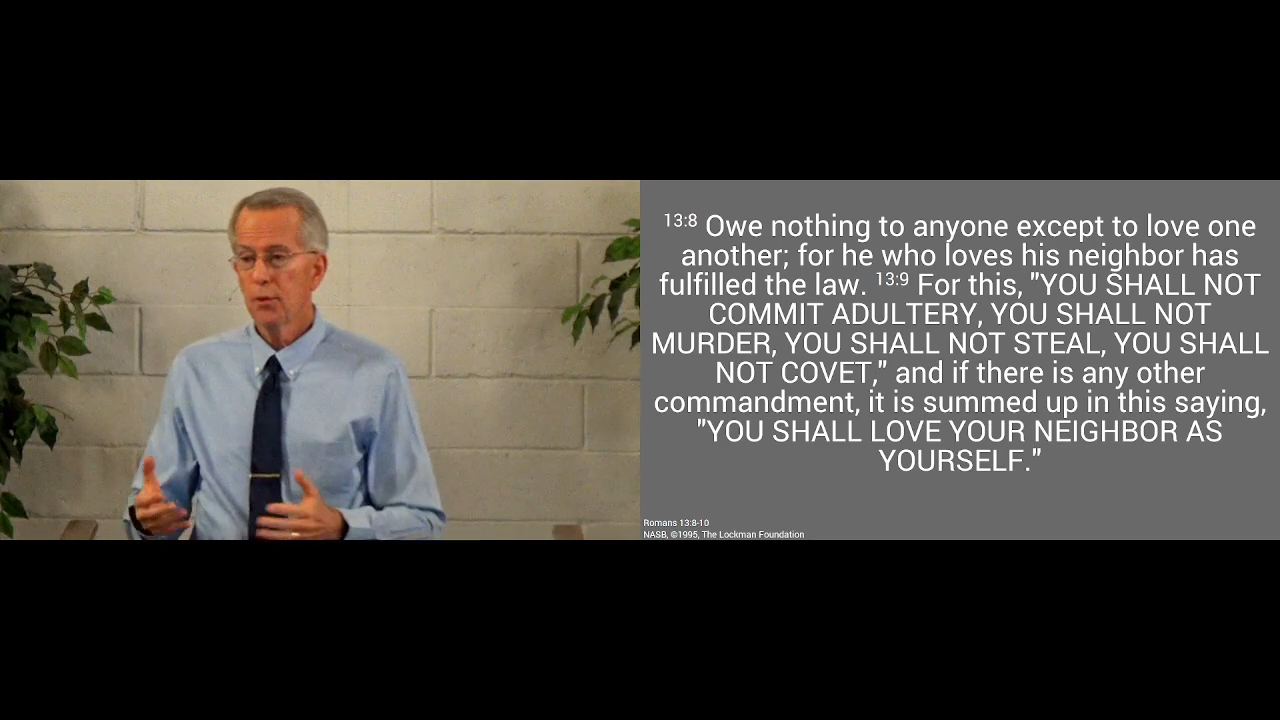 13:8 Owe nothing to anyone except to love one
another; for he who loves his neighbor has
fulfilled the law. 13:9 For this, "YOU SHALL NOT
COMMIT ADULTERY, YOU SHALL NOT
MURDER, YOU SHALL NOT STEAL, YOU SHALL
NOT COVET," and if there is any other
commandment, it is summed up in this saying,
"YOU SHALL LOVE YOUR NEIGHBOR AS
YOURSELF."
Romans 13:8-10
NASB, ©1995, The Lockman Foundation